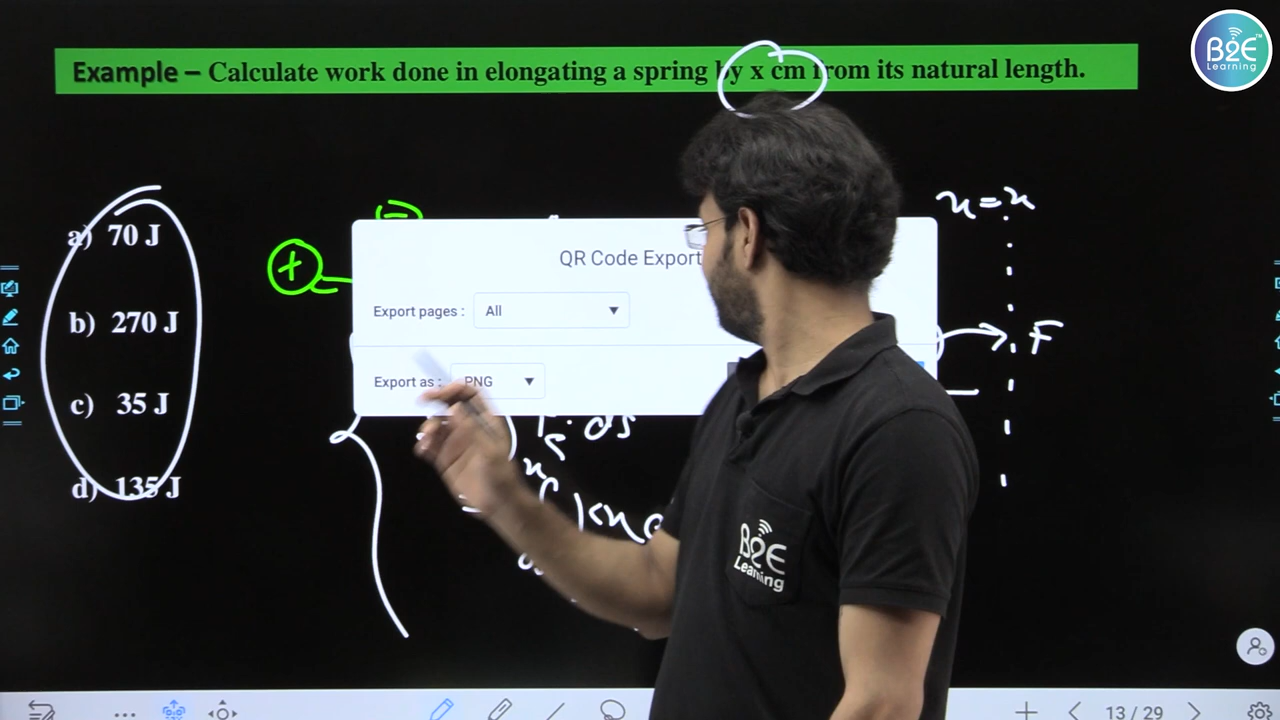 B2E
Learning
Example – Calculate work done in elongating a spring by x cm from its natural length.
x = x
a) 70 J
+
QR Code Export
Export pages : All
b) 270 J
F
Export as : PNG
c) 35 J
ds
d) 135 J
B2E
Learning
13 / 29